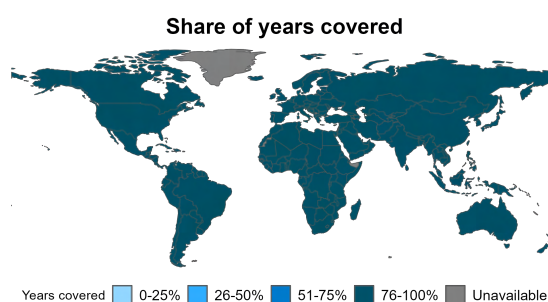 Share of years covered
Years covered 0-25% 26-50% 51-75% 76-100% Unavailable